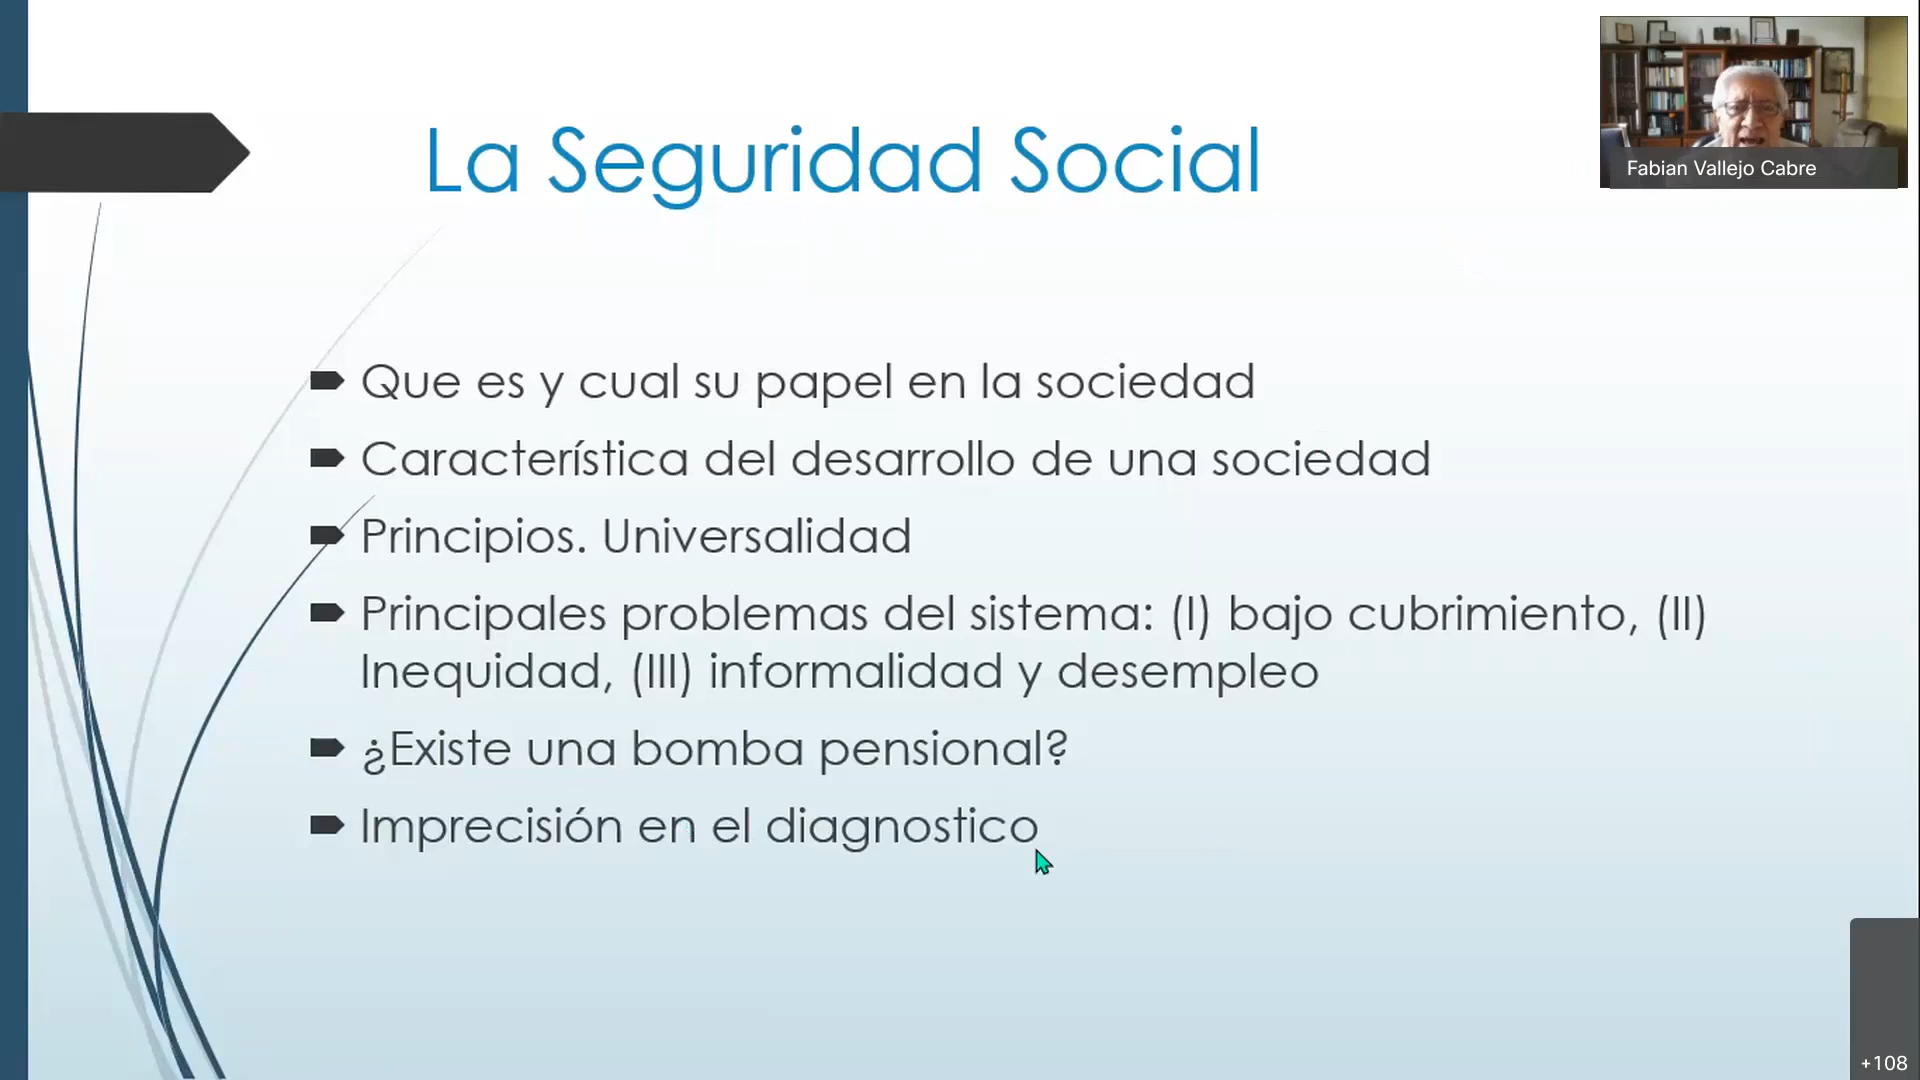 La Seguridad Social
Fabian Vallejo Cabre
Que es y cual su papel en la sociedad
Característica del desarrollo de una sociedad
Principios. Universalidad
Principales problemas del sistema: (I) bajo cubrimiento, (II)
Inequidad, (III) informalidad y desempleo
¿Existe una bomba pensional?
Imprecisión en el diagnostico
+108